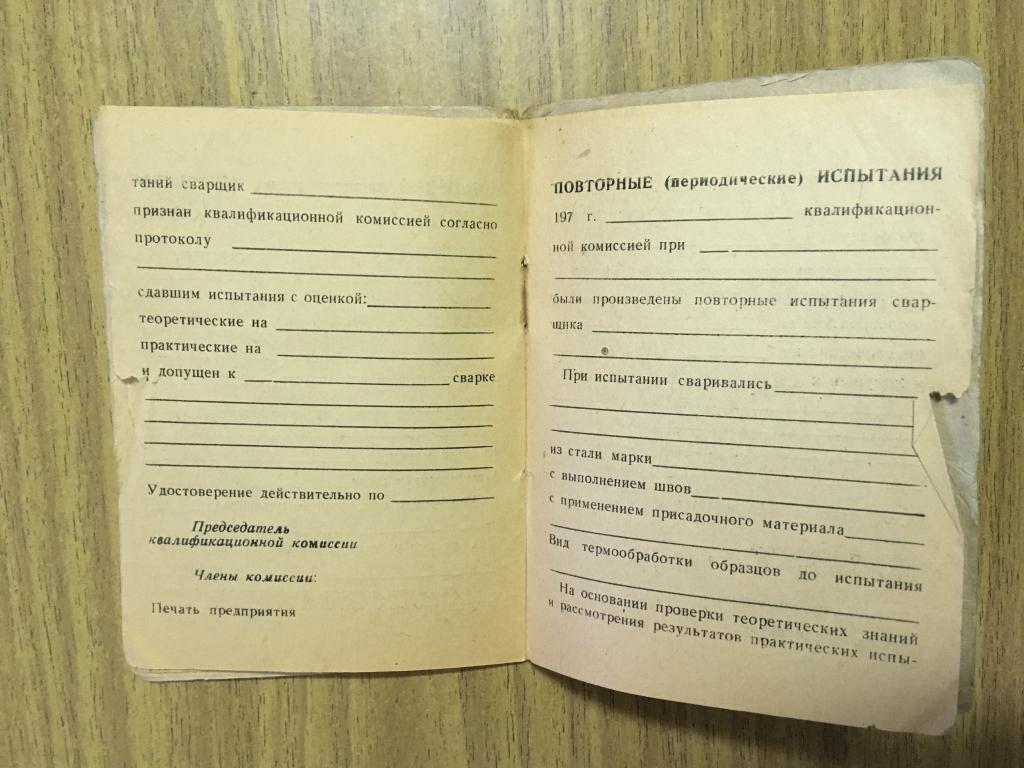 таний сварщик
признан квалификационной комиссией согласно
протоколу
сдавшим испытания с оценкой:
теоретические на
практические на
и допущен к сварке
Удостоверение действительно по
Председатель
квалификационной комиссии
Члены комиссии:
Печать предприятия
ПОВТОРНЫЕ (периодические) ИСПЫТАНИЯ
197 г. квалификацион-
ной комиссией при
были произведены повторные испытания свар-
щика
При испытании сваривались
из стали марки
с выполнением швов
с применением присадочного материала
Вид термообработки образцов до испытания
На основании проверки теоретических знаний
и рассмотрения результатов практических испы-